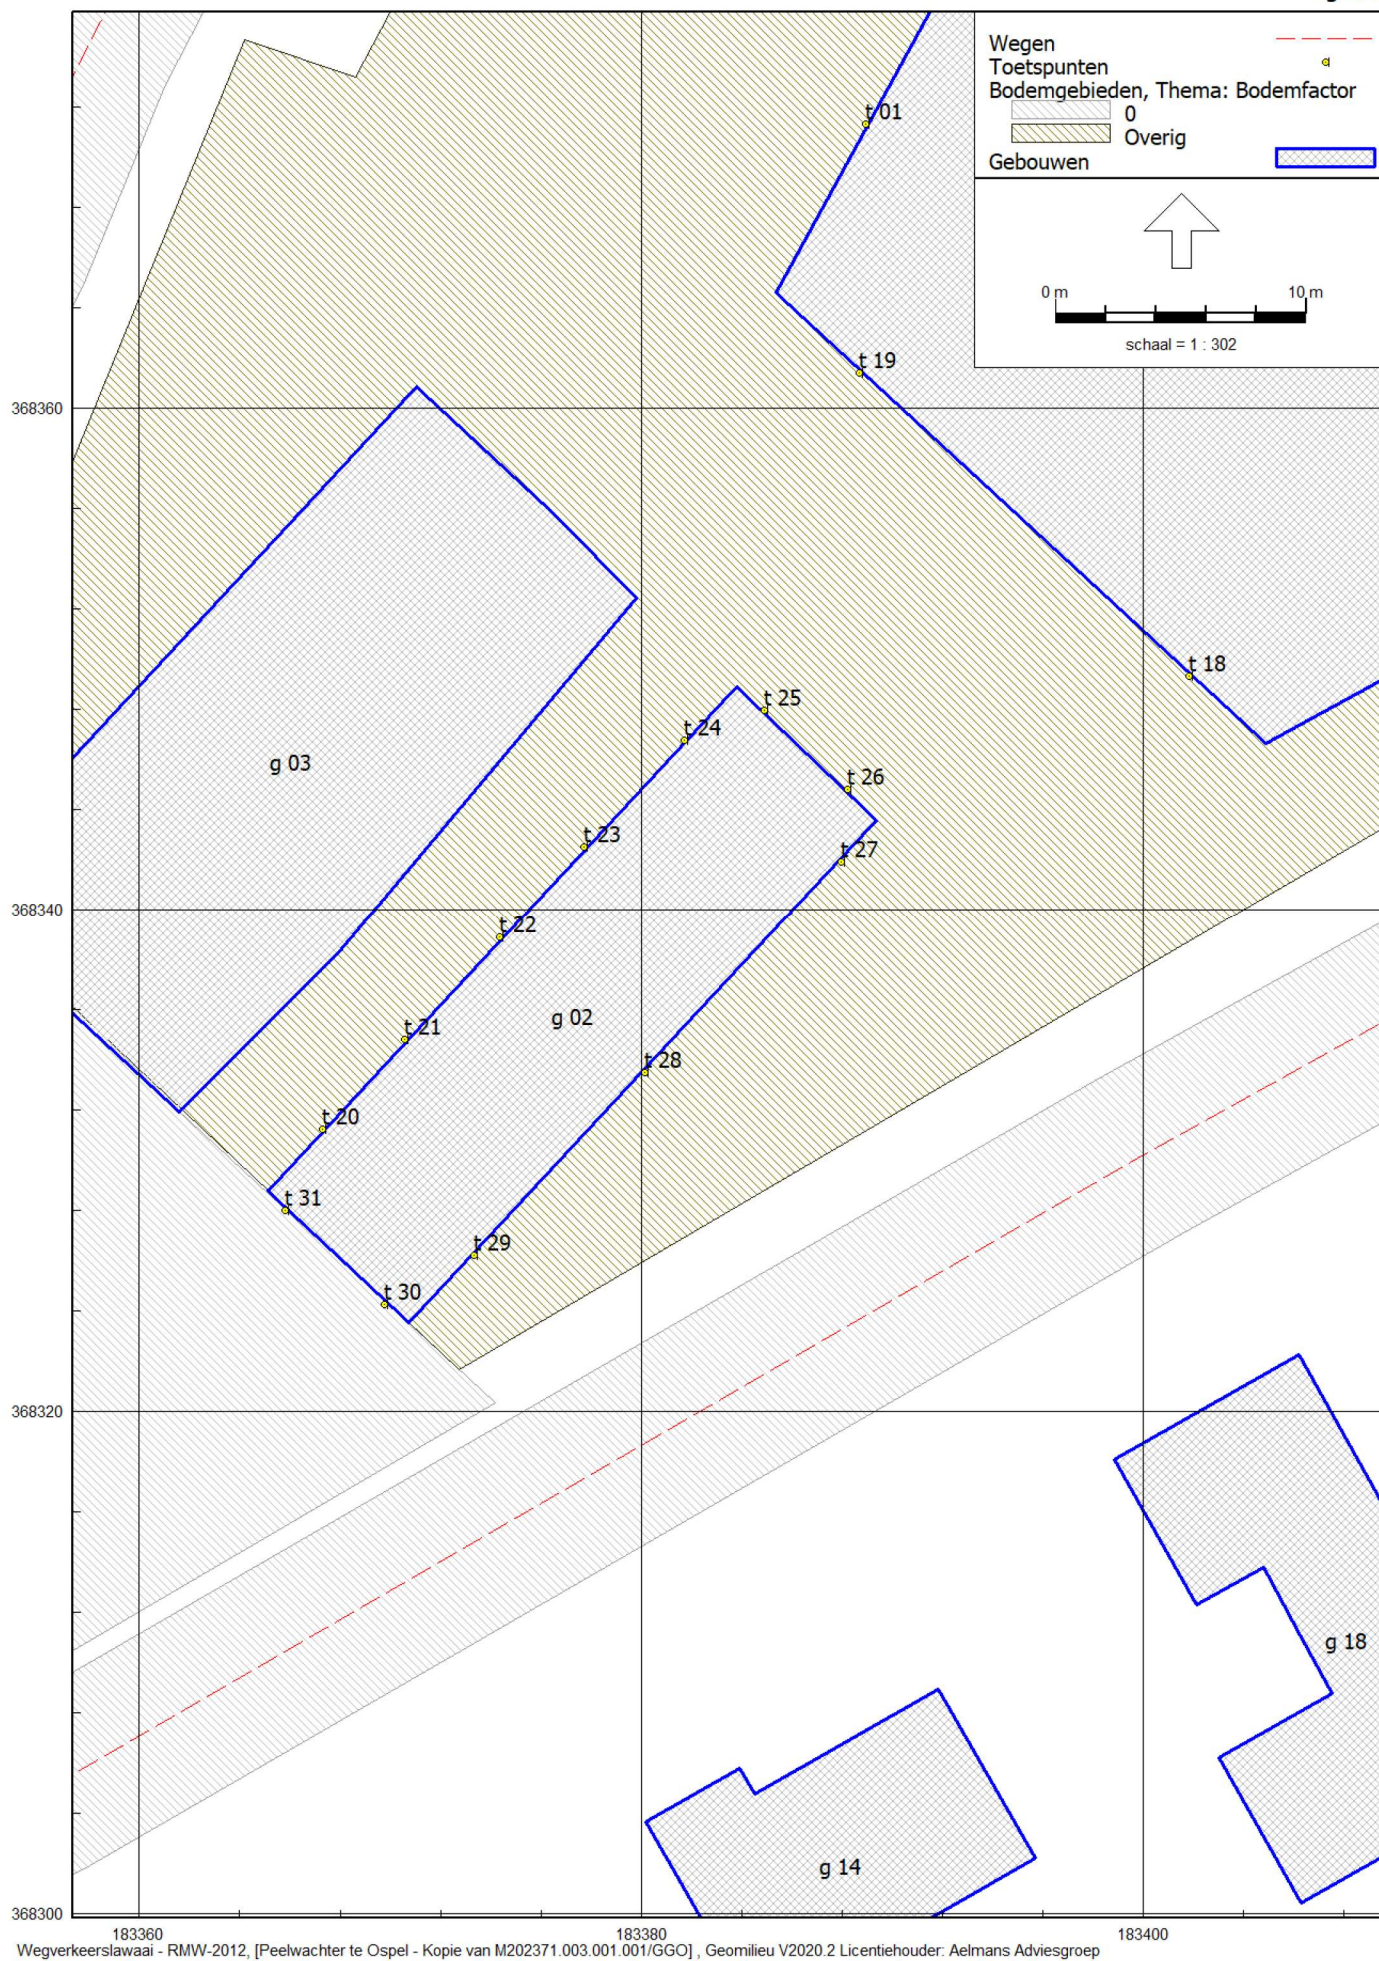 Wegen
Toetspunten
Bodemgebieden, Thema: Bodemfactor
0
Overig
Gebouwen
0 m 10 m
schaal = 1 : 302
t 01
t 19
368360
t 18
t 25
t 24
g 03
t 26
t 23
t 27
368340
t 22
g 02
t 21
t 28
t 20
t 31
t 29
t 30
368320
g 18
g 14
368300
183360 183380 183400
Wegverkeerslawaai - RMW-2012, [Peelwachter te Ospel - Kopie van M202371.003.001.001/GGO] , Geomilieu V2020.2 Licentiehouder: Aelmans Adviesgroep